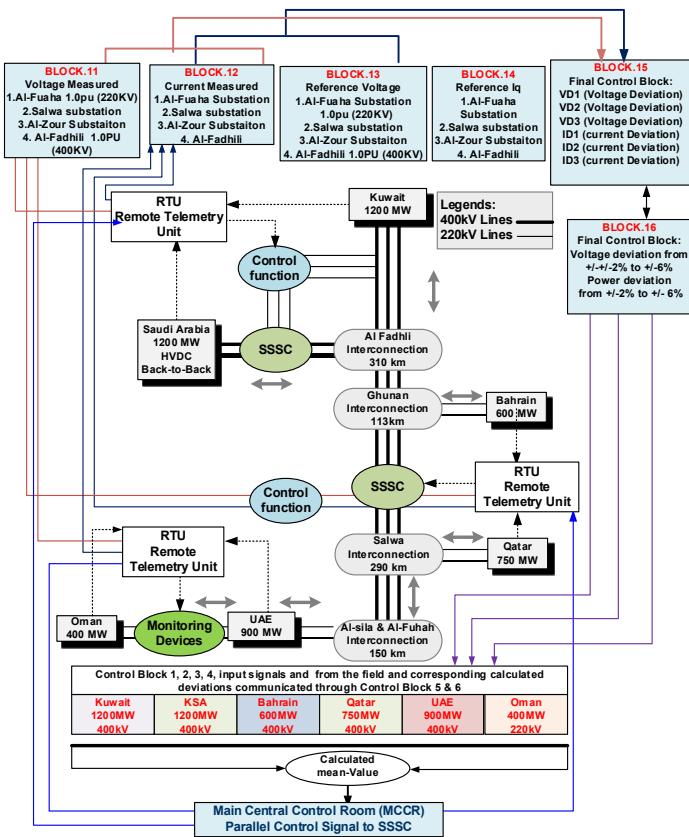 BLOCK.11
Voltage Measured
1.Al-Fuaha 1.0pu (220KV)
2.Salwa substation
3.Al-Zour Substaiton
4. Al-Fadhili 1.0PU
(400KV)
BLOCK.12
Current Measured
1.Al-Fuaha Substation
2.Salwa substation
3.Al-Zour Substaiton
4. Al-Fadhili
BLOCK.13
Reference Voltage
1.Al-Fuaha Substation
1.0pu (220KV)
2.Salwa substation
3.Al-Zour Substaiton
4. Al-Fadhili 1.0PU (400KV)
BLOCK.14
Reference Iq
1.Al-Fuaha
Substation
2.Salwa substation
3.Al-Zour Substaiton
4. Al-Fadhili
BLOCK.15
Final Control Block:
VD1 (Voltage Deviation)
VD2 (Voltage Deviation)
VD3 (Voltage Deviation)
ID1 (current Deviation)
ID2 (current Deviation)
ID3 (current Deviation)
RTU
Remote Telemetry
Unit
Kuwait
1200 MW
Legends:
400kV Lines
220kV Lines
BLOCK.16
Final Control Block:
Voltage deviation from
+/-+/-2% to +/-6%
Power deviation
from +/-2% to +/- 6%
Control
function
Saudi Arabia
1200 MW
HVDC
Back-to-Back
SSSC
Al Fadhli
Interconnection
310 km
Ghunan
Interconnection
113km
Bahrain
600 MW
Control
function
SSSC
RTU
Remote
Telemetry Unit
RTU
Remote
Telemetry Unit
Salwa
Interconnection
290 km
Qatar
750 MW
Oman
400 MW
Monitoring
Devices
UAE
900 MW
Al-sila & Al-Fuhah
Interconnection
150 km
Control Block 1, 2, 3, 4, input signals and from the field and corresponding calculated
deviations communicated through Control Block 5 & 6
Kuwait
1200MW
400kV
KSA
1200MW
400kV
Bahrain
600MW
400kV
Qatar
750MW
400kV
UAE
900MW
400kV
Oman
400MW
220kV
Calculated
mean-Value
Main Central Control Room (MCCR)
Parallel Control Signal to SSSC